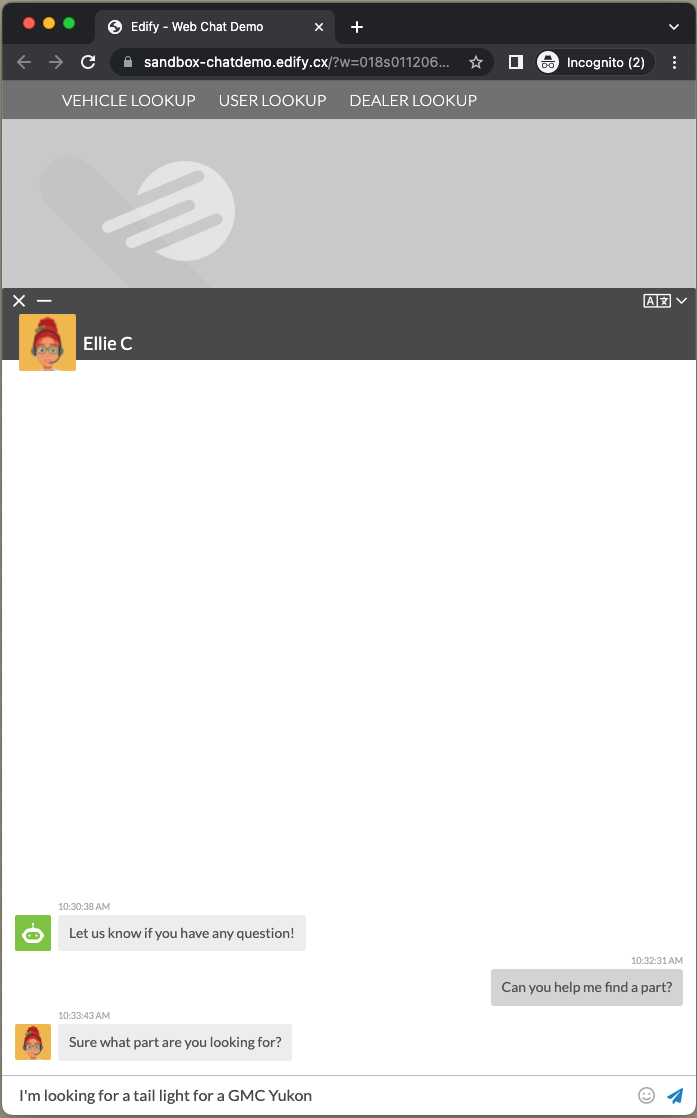 Edify - Web Chat Demo
sandbox-chatdemo.edify.cx/?w=018s011206...
Incognito (2)
VEHICLE LOOKUP USER LOOKUP DEALER LOOKUP
A文
Ellie C
10:30:38 AM
Let us know if you have any question!
10:32:31 AM
Can you help me find a part?
10:33:43 AM
Sure what part are you looking for?
I'm looking for a tail light for a GMC Yukon